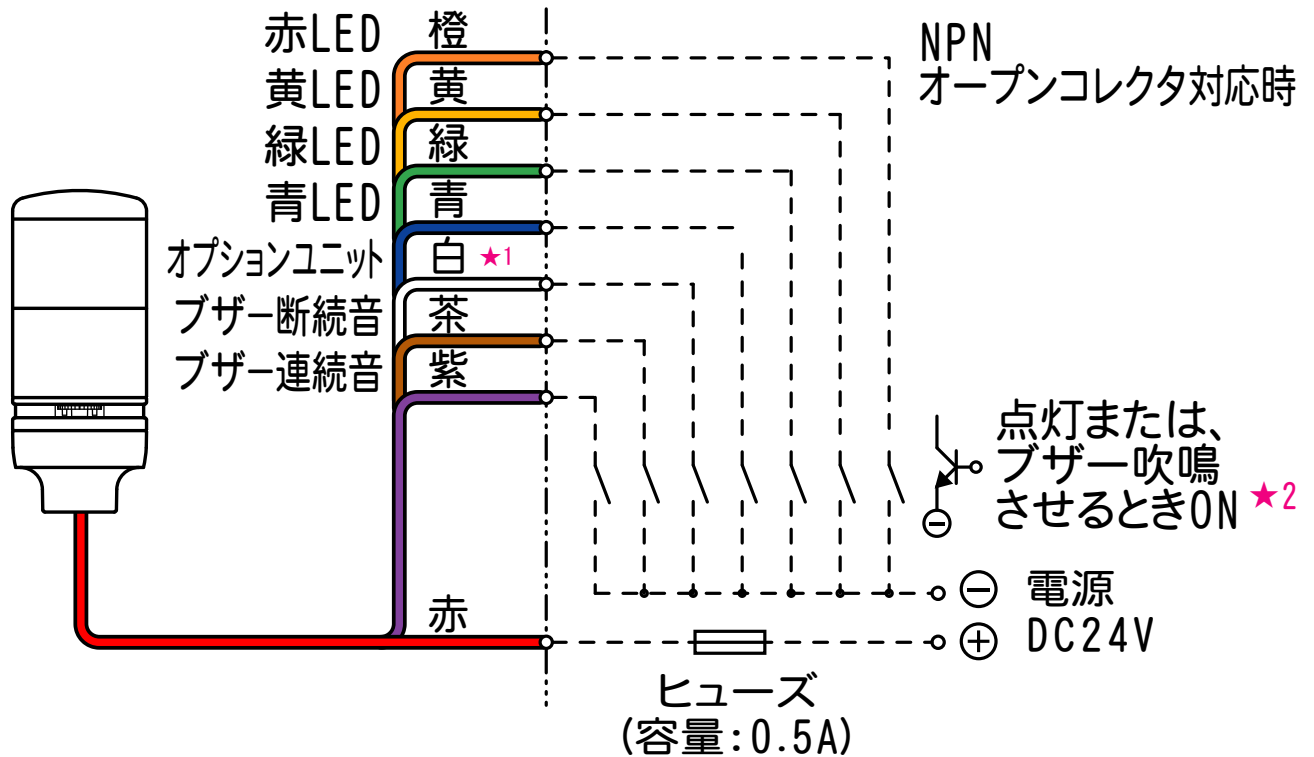 赤LED 橙
黄LED 黄
緑LED 緑
青LED 青
オプションユニット 白 ★1
ブザー断続音 茶
ブザー連続音 紫
赤
NPN
オープンコレクタ対応時
点灯または、
ブザー吹鳴
させるときON ★2
⊖
⊖ 電源
⊕ DC24V
ヒューズ
(容量:0.5A)